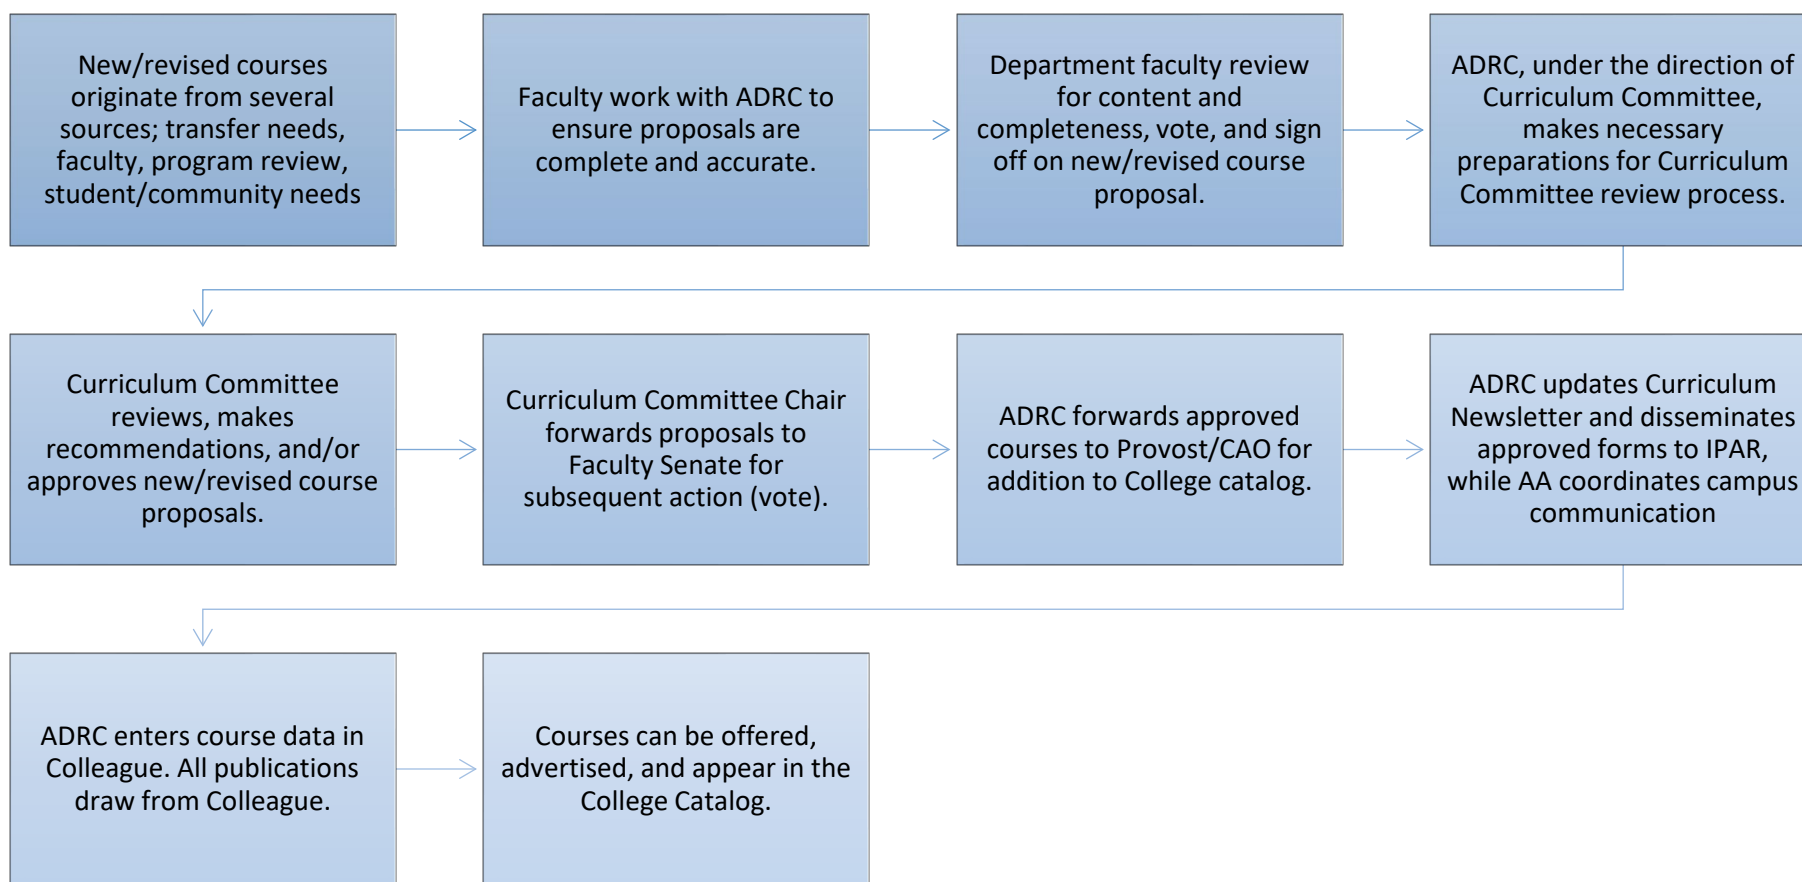 New/revised courses
originate from several
sources; transfer needs,
faculty, program review,
student/community needs
Faculty work with ADRC to
ensure proposals are
complete and accurate.
Department faculty review
for content and
completeness, vote, and sign
off on new/revised course
proposal.
ADRC, under the direction of
Curriculum Committee,
makes necessary
preparations for Curriculum
Committee review process.
Curriculum Committee
reviews, makes
recommendations, and/or
approves new/revised course
proposals.
Curriculum Committee Chair
forwards proposals to
Faculty Senate for
subsequent action (vote).
ADRC forwards approved
courses to Provost/CAO for
addition to College catalog.
ADRC updates Curriculum
Newsletter and disseminates
approved forms to IPAR,
while AA coordinates campus
communication
ADRC enters course data in
Colleague. All publications
draw from Colleague.
Courses can be offered,
advertised, and appear in the
College Catalog.